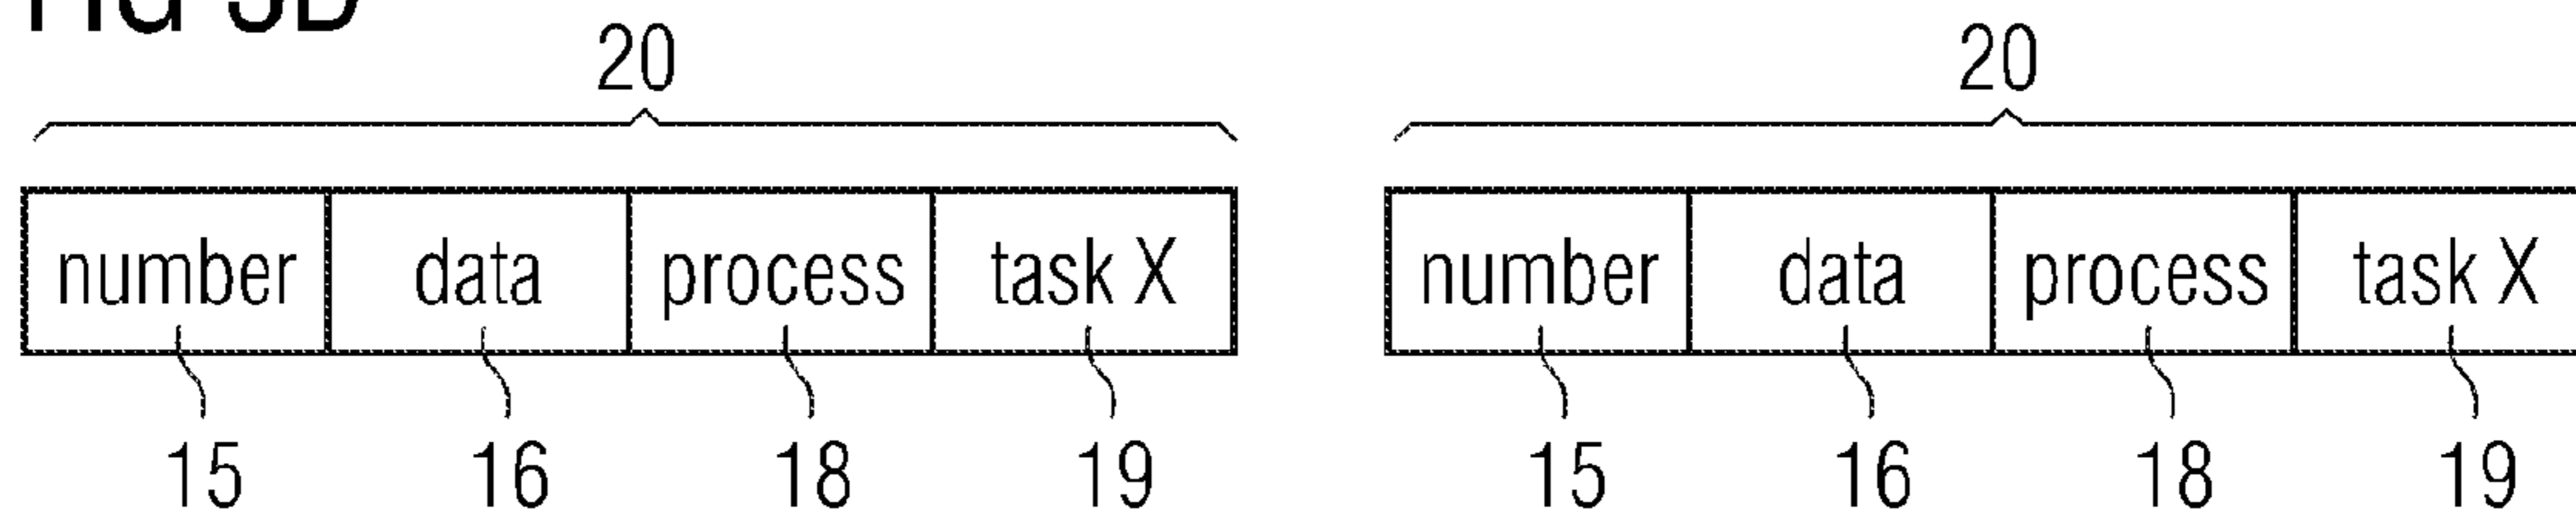 20 20
number data process task X number data process task X
15 16 18 19 15 16 18 19